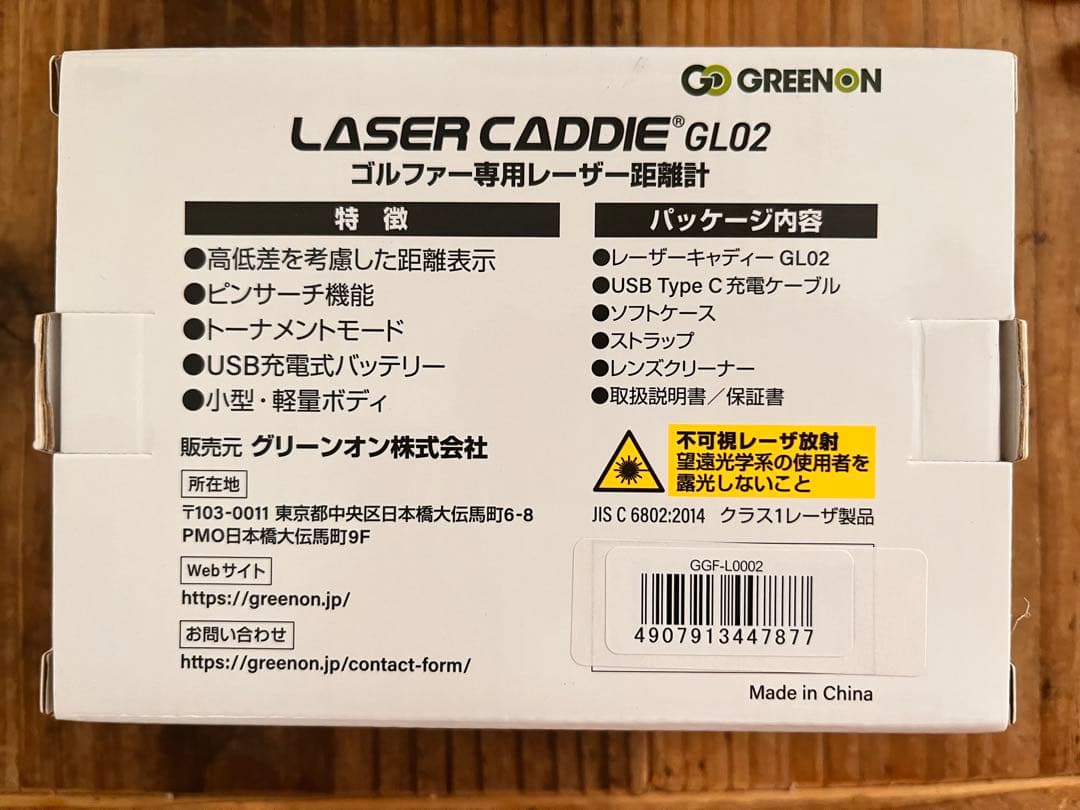 GO GREENON
LASER CADDIE® GL02
ゴルファー専用レーザー距離計
特 徴
●高低差を考慮した距離表示
●ピンサーチ機能
●トーナメントモード
●USB充電式バッテリー
●小型・軽量ボディ
販売元 グリーンオン株式会社
所在地
〒103-0011 東京都中央区日本橋大伝馬町6-8
PMO日本橋大伝馬町9F
Webサイト
https://greenon.jp/
お問い合わせ
https://greenon.jp/contact-form/
パッケージ内容
●レーザーキャディー GL02
●USB Type C 充電ケーブル
●ソフトケース
●ストラップ
●レンズクリーナー
●取扱説明書／保証書
不可視レーザ放射
望遠光学系の使用者を
露光しないこと
JIS C 6802:2014 クラス1レーザ製品
GGF-L0002
4907913447877
Made in China